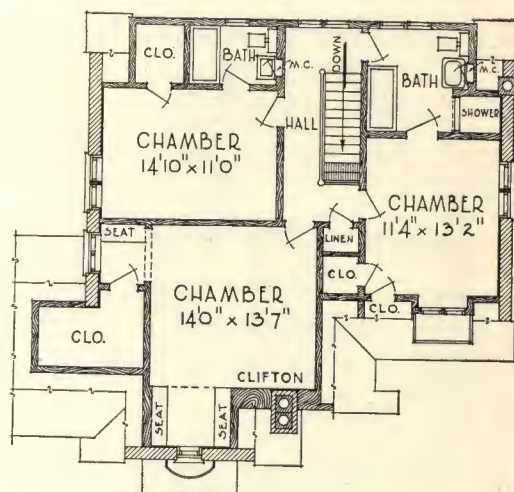 CLO.
BATH
M.C.
DOWN
BATH
M.C.
SHOWER
HALL
CHAMBER
14'10" x 11'0"
CHAMBER
11'4" x 13'2"
SEAT
LINEN
CLO.
CLO.
CHAMBER
14'0" x 13'7"
CLO.
CLIFTON
SEAT
SEAT